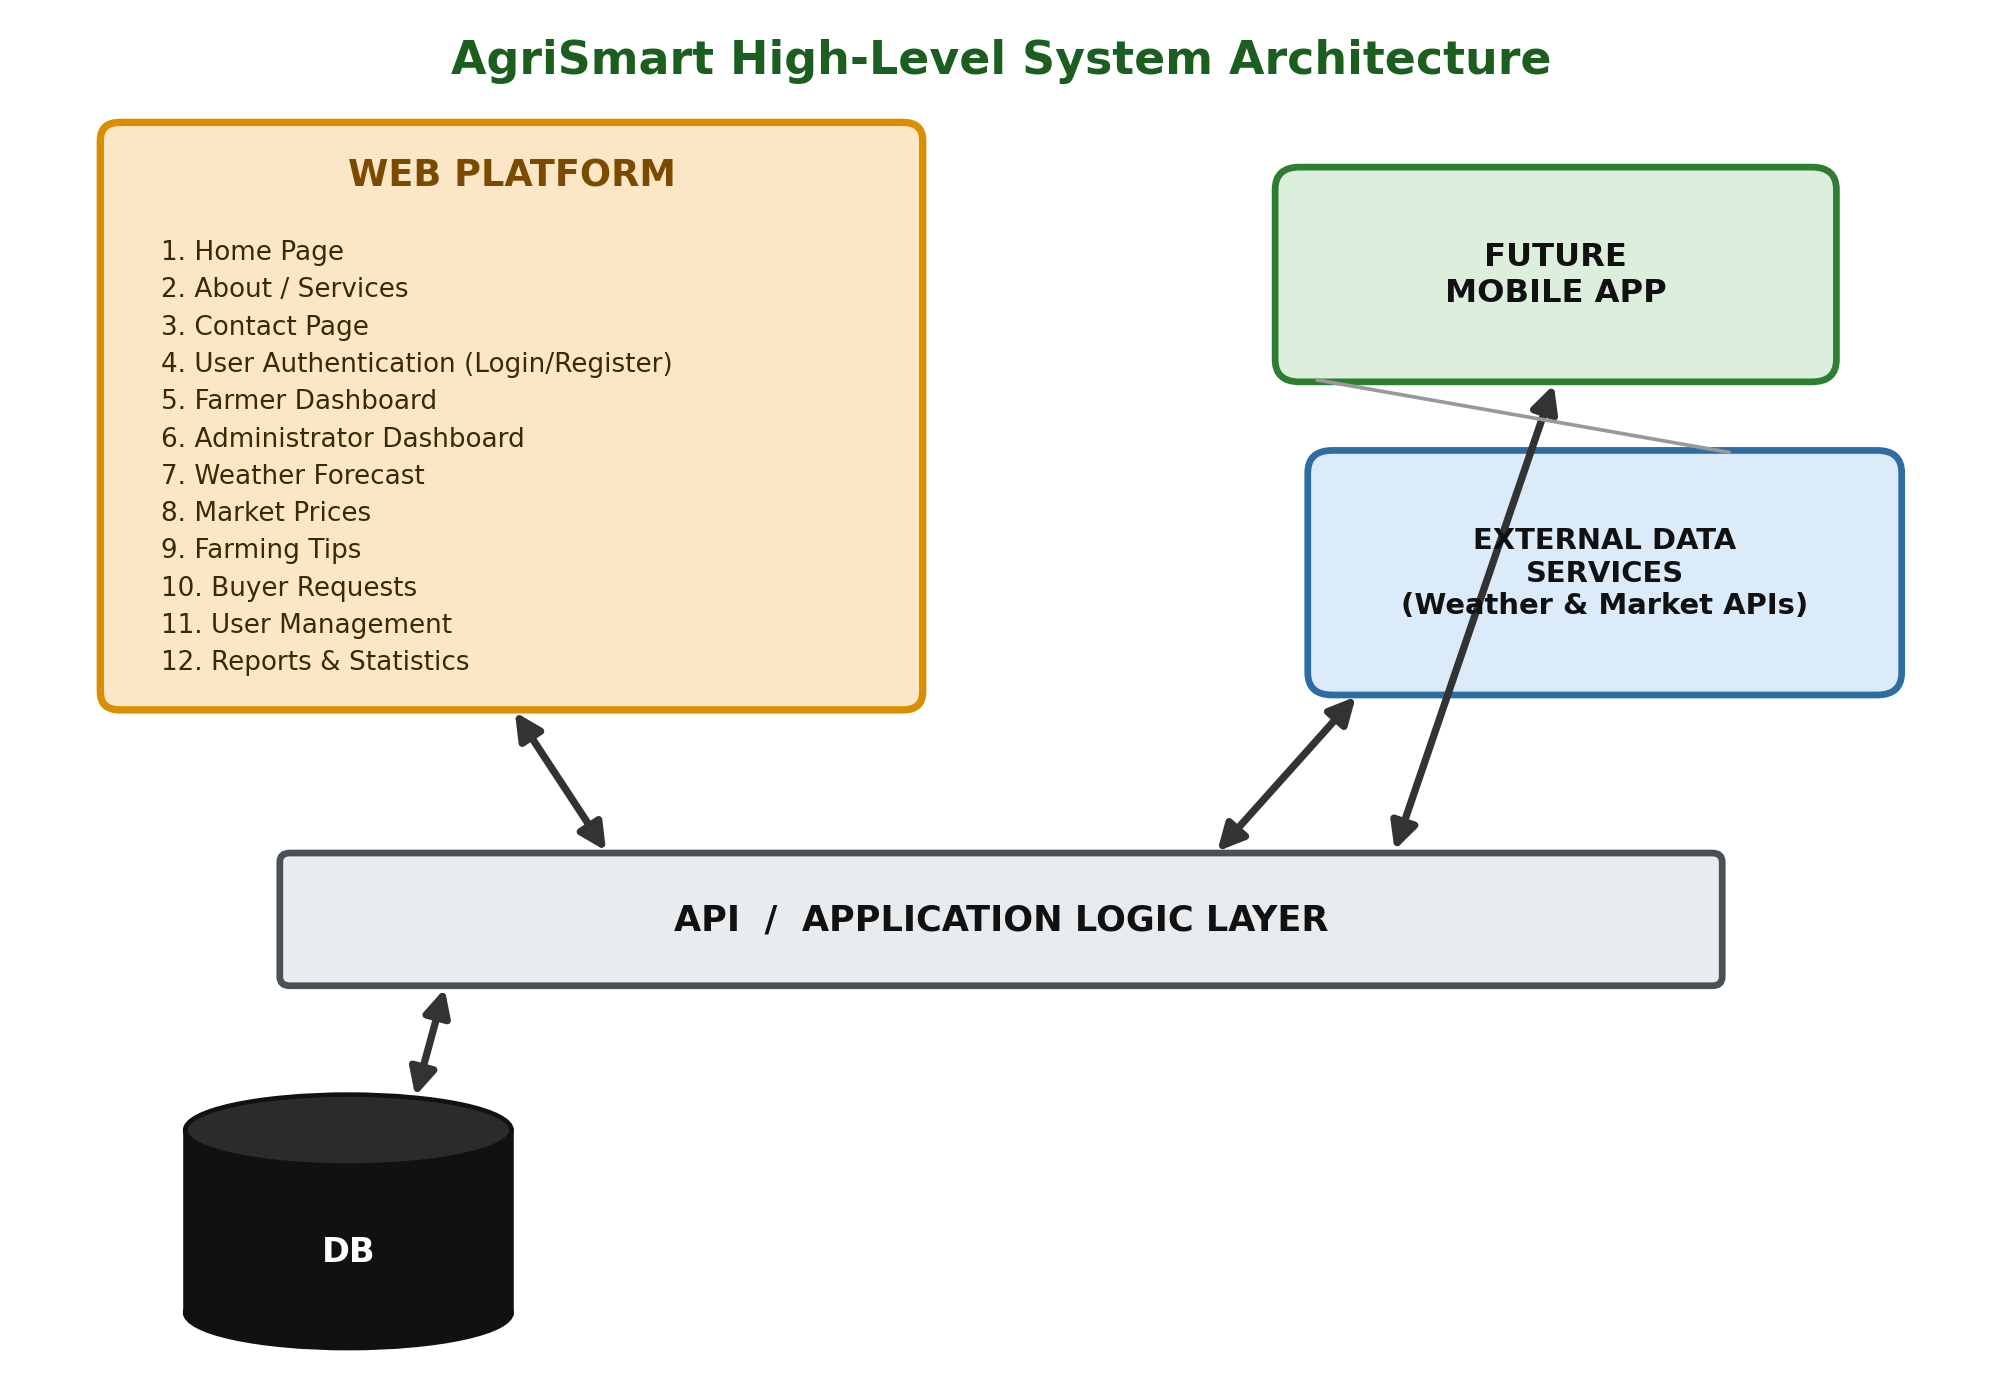 AgriSmart High-Level System Architecture
WEB PLATFORM
1. Home Page
2. About / Services
3. Contact Page
4. User Authentication (Login/Register)
5. Farmer Dashboard
6. Administrator Dashboard
7. Weather Forecast
8. Market Prices
9. Farming Tips
10. Buyer Requests
11. User Management
12. Reports & Statistics
FUTURE
MOBILE APP
EXTERNAL DATA
SERVICES
(Weather & Market APIs)
API / APPLICATION LOGIC LAYER
DB